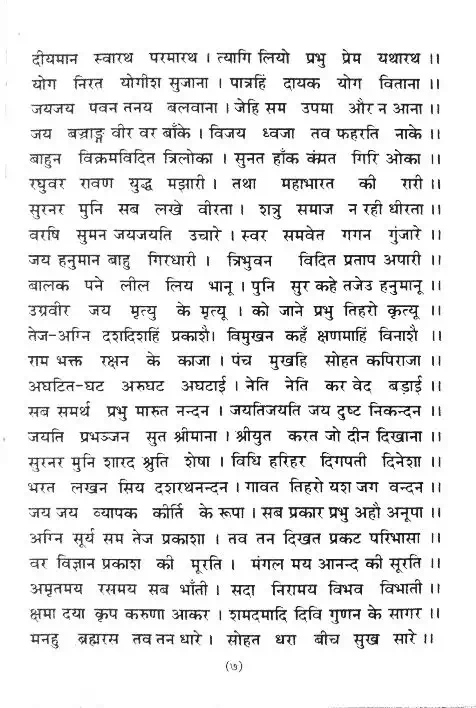 दीयमान स्वारथ परमारथ । त्यागि लियो प्रभु प्रेम यथारथ ।।
योग निरत योगीश सुजाना । पात्रहिं दायक योग विताना ।।
जयजय पवन तनय बलवाना । जेहि सम उपमा और न आना ।।
जय बज्राङ्ग वीर वर बाँके । विजय ध्वजा तव फहरति नाके ।।
बाहुन विक्रमविदित त्रिलोका । सुनत हाँक कंमत गिरि ओका ।।
रघुवर रावण युद्ध मझारी । तथा महाभारत की रारी ।।
सुरनर मुनि सब लखे वीरता । शत्रु समाज न रही धीरता ।।
वरषि सुमन जयजयति उचारे । स्वर समवेत गगन गुंजारे ।।
जय हनुमान बाहु गिरधारी । त्रिभुवन विदित प्रताप अपारी ।।
बालक पने लील लिय भानू । पुनि सुर कहे तजेउ हनुमानू ।।
उग्रवीर जय मृत्यु के मृत्यू । को जाने प्रभु तिहरो कृत्यू ।।
तेज-अग्नि दशदिशहिं प्रकाशै। विमुखन कहँ क्षणमाहिं विनाशै ।।
राम भक्त रक्षन के काजा । पंच मुखहि सोहत कपिराजा ।।
अघटित-घट अरुघट अघटाई । नेति नेति कर वेद बड़ाई ।।
सब समर्थ प्रभु मारुत नन्दन । जयतिजयति जय दुष्ट निकन्दन ।।
जयति प्रभञ्जन सुत श्रीमाना । श्रीयुत करत जो दीन दिखाना ।।
सुरनर मुनि शारद श्रुति शेषा । विधि हरिहर दिगपती दिनेशा ।।
भरत लखन सिय दशरथनन्दन । गावत तिहरो यश जग वन्दन ।।
जय जय व्यापक कीर्ति के रूपा । सब प्रकार प्रभु अहौ अनूपा ।।
अग्नि सूर्य सम तेज प्रकाशा । तव तन दिखत प्रकट परिभासा ।।
वर विज्ञान प्रकाश की मूरति । मंगल मय आनन्द की सूरति ।।
अमृतमय रसमय सब भाँती । सदा निरामय विभव विभाती ।।
क्षमा दया कृप करुणा आकर । शमदमादि दिवि गुणन के सागर ।।
मनहु ब्रह्मरस तव तन धारे । सोहत धरा बीच सुख सारे ।।
(७)